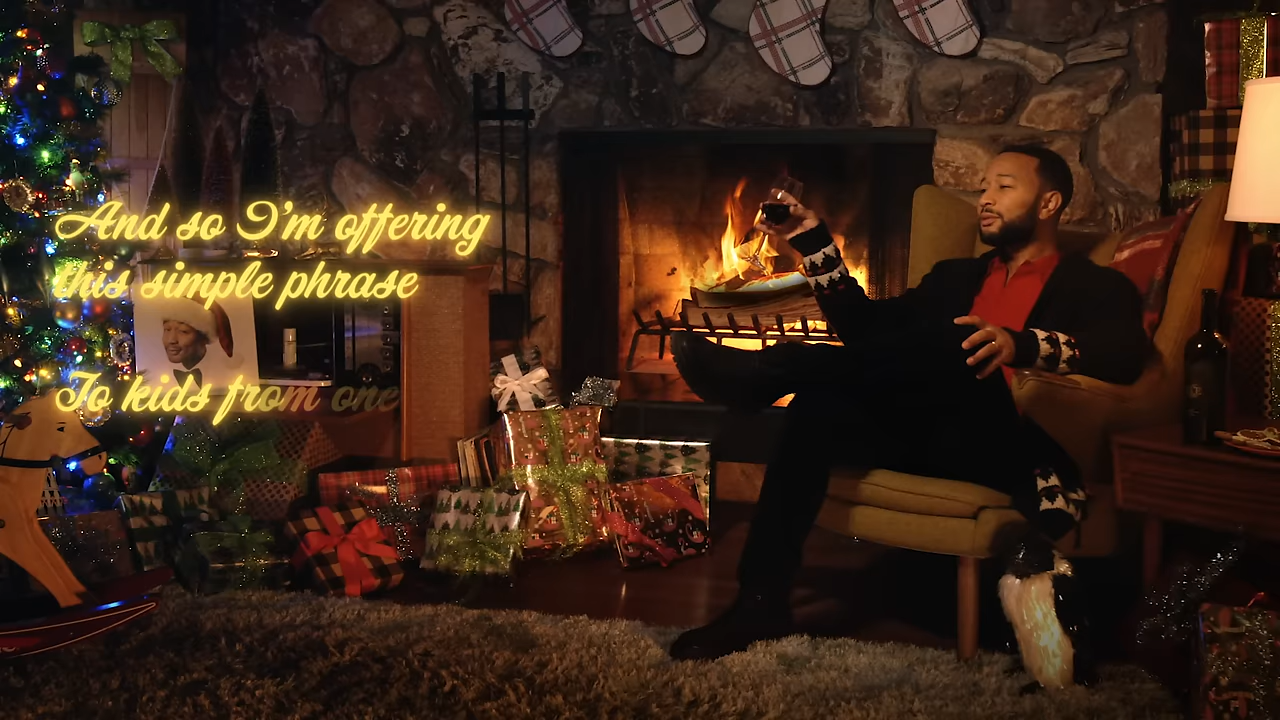 And so I'm offering
this simple phrase
To kids from one